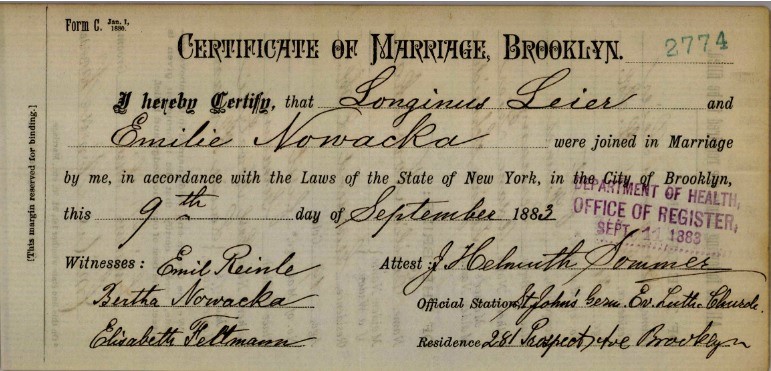 Form C. Jan. 1, 1880.
CERTIFICATE OF MARRIAGE, BROOKLYN. 2774
I hereby Certify, that Longinus Leier and
Emilie Nowacka were joined in Marriage
by me, in accordance with the Laws of the State of New York, in the City of Brooklyn,
this 9th day of September 1883
DEPARTMENT OF HEALTH,
OFFICE OF REGISTER,
SEPT 11 1883
Witnesses: Emil Reinle Attest: J Helmuth Sommer
Bertha Nowacka Official Station, St John's Germ. Ev. Luth. Church.
Elisabeth Feltmann Residence 281 Prospect Ave Brooklyn
[This margin reserved for binding.]